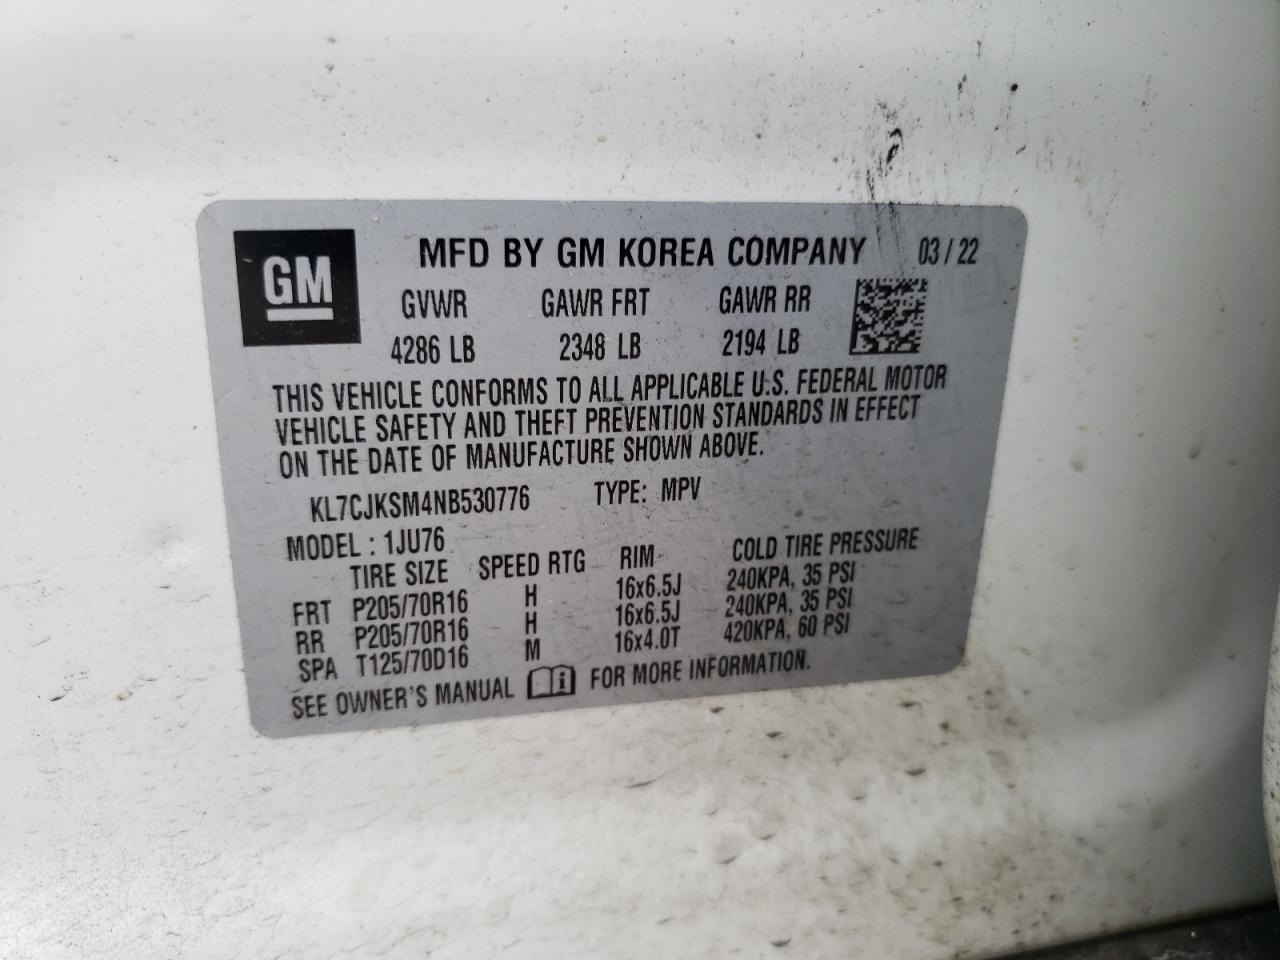 GM
MFD BY GM KOREA COMPANY 03/22
GVWR GAWR FRT GAWR RR
4286 LB 2348 LB 2194 LB
THIS VEHICLE CONFORMS TO ALL APPLICABLE U.S. FEDERAL MOTOR
VEHICLE SAFETY AND THEFT PREVENTION STANDARDS IN EFFECT
ON THE DATE OF MANUFACTURE SHOWN ABOVE.
KL7CJKSM4NB530776 TYPE: MPV
MODEL : 1JU76
TIRE SIZE SPEED RTG RIM COLD TIRE PRESSURE
FRT P205/70R16 H 16x6.5J 240KPA, 35 PSI
RR P205/70R16 H 16x6.5J 240KPA, 35 PSI
SPA T125/70D16 M 16x4.0T 420KPA, 60 PSI
SEE OWNER'S MANUAL i FOR MORE INFORMATION.